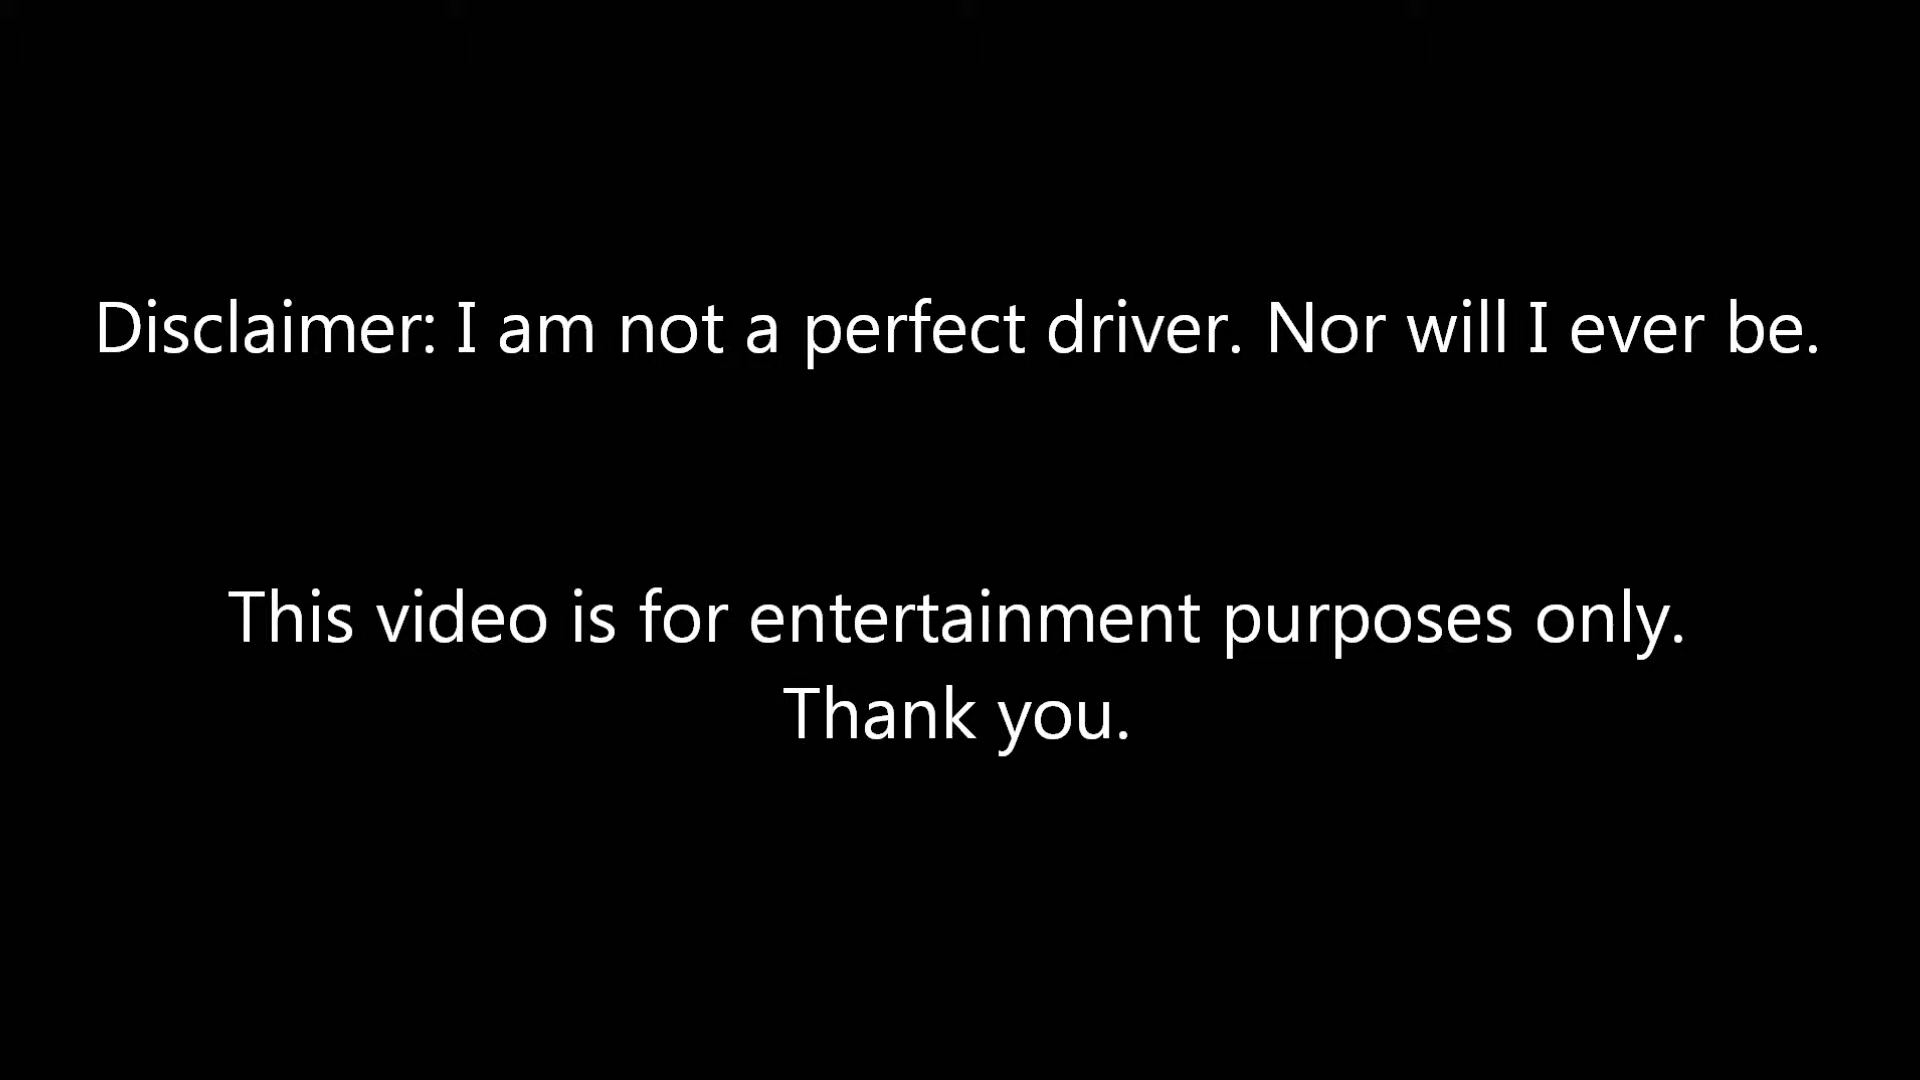 Disclaimer: I am not a perfect driver. Nor will I ever be.
This video is for entertainment purposes only.
Thank you.